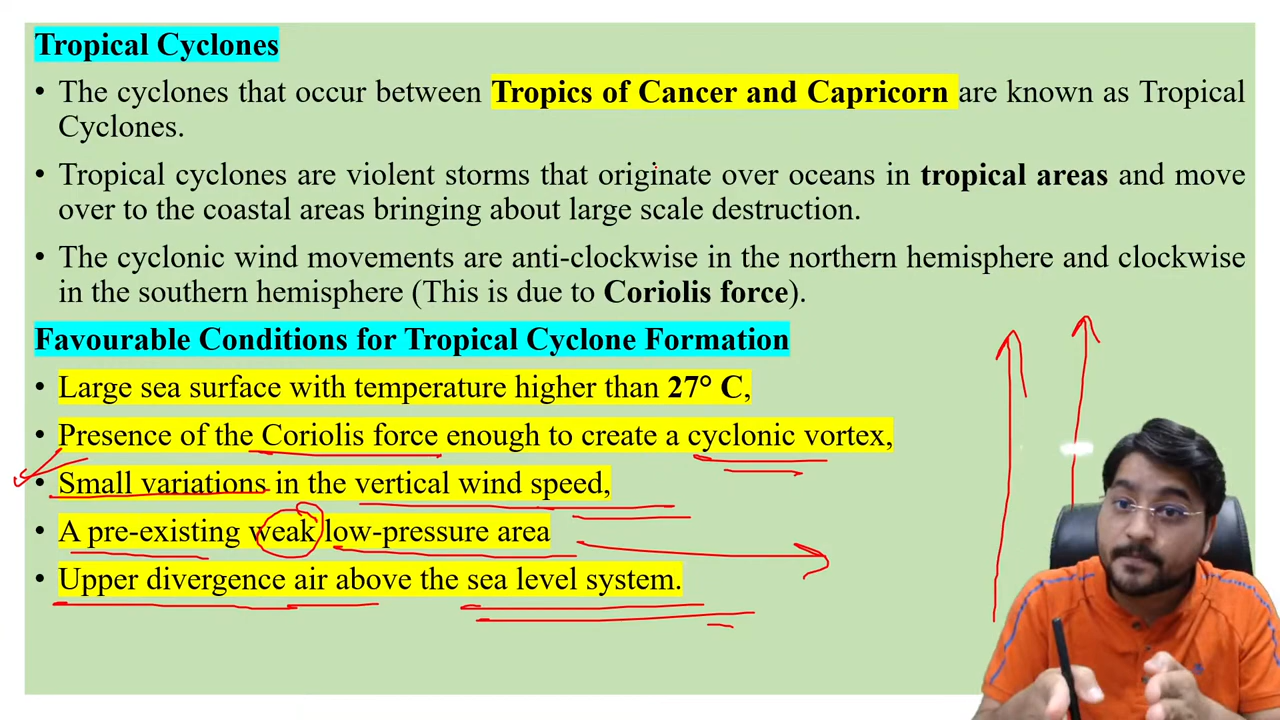 Tropical Cyclones
• The cyclones that occur between Tropics of Cancer and Capricorn are known as Tropical
Cyclones.
• Tropical cyclones are violent storms that originate over oceans in tropical areas and move
over to the coastal areas bringing about large scale destruction.
• The cyclonic wind movements are anti-clockwise in the northern hemisphere and clockwise
in the southern hemisphere (This is due to Coriolis force).
Favourable Conditions for Tropical Cyclone Formation
• Large sea surface with temperature higher than 27° C,
• Presence of the Coriolis force enough to create a cyclonic vortex,
• Small variations in the vertical wind speed,
• A pre-existing weak low-pressure area
• Upper divergence air above the sea level system.